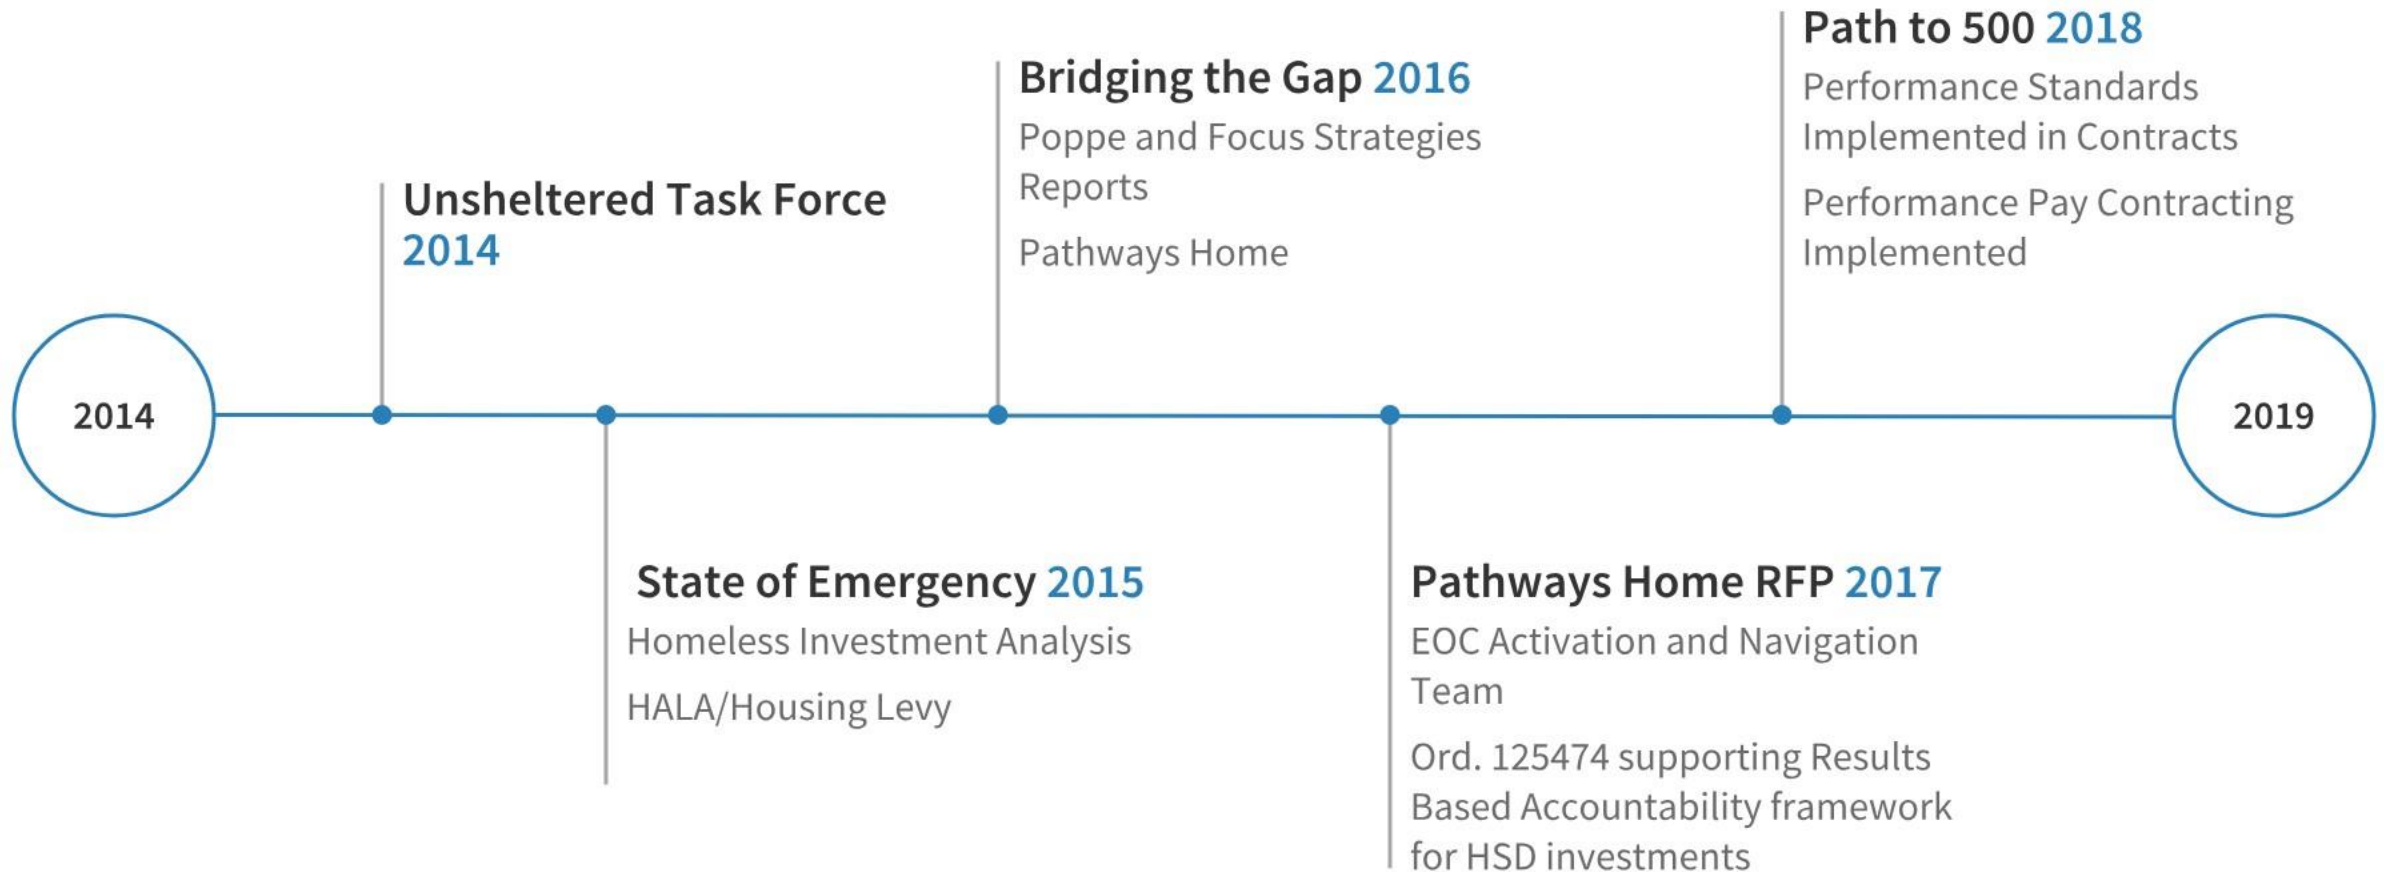 2014
Unsheltered Task Force
2014
State of Emergency 2015
Homeless Investment Analysis
HALA/Housing Levy
Bridging the Gap 2016
Poppe and Focus Strategies
Reports
Pathways Home
Pathways Home RFP 2017
EOC Activation and Navigation
Team
Ord. 125474 supporting Results
Based Accountability framework
for HSD investments
Path to 500 2018
Performance Standards
Implemented in Contracts
Performance Pay Contracting
Implemented
2019